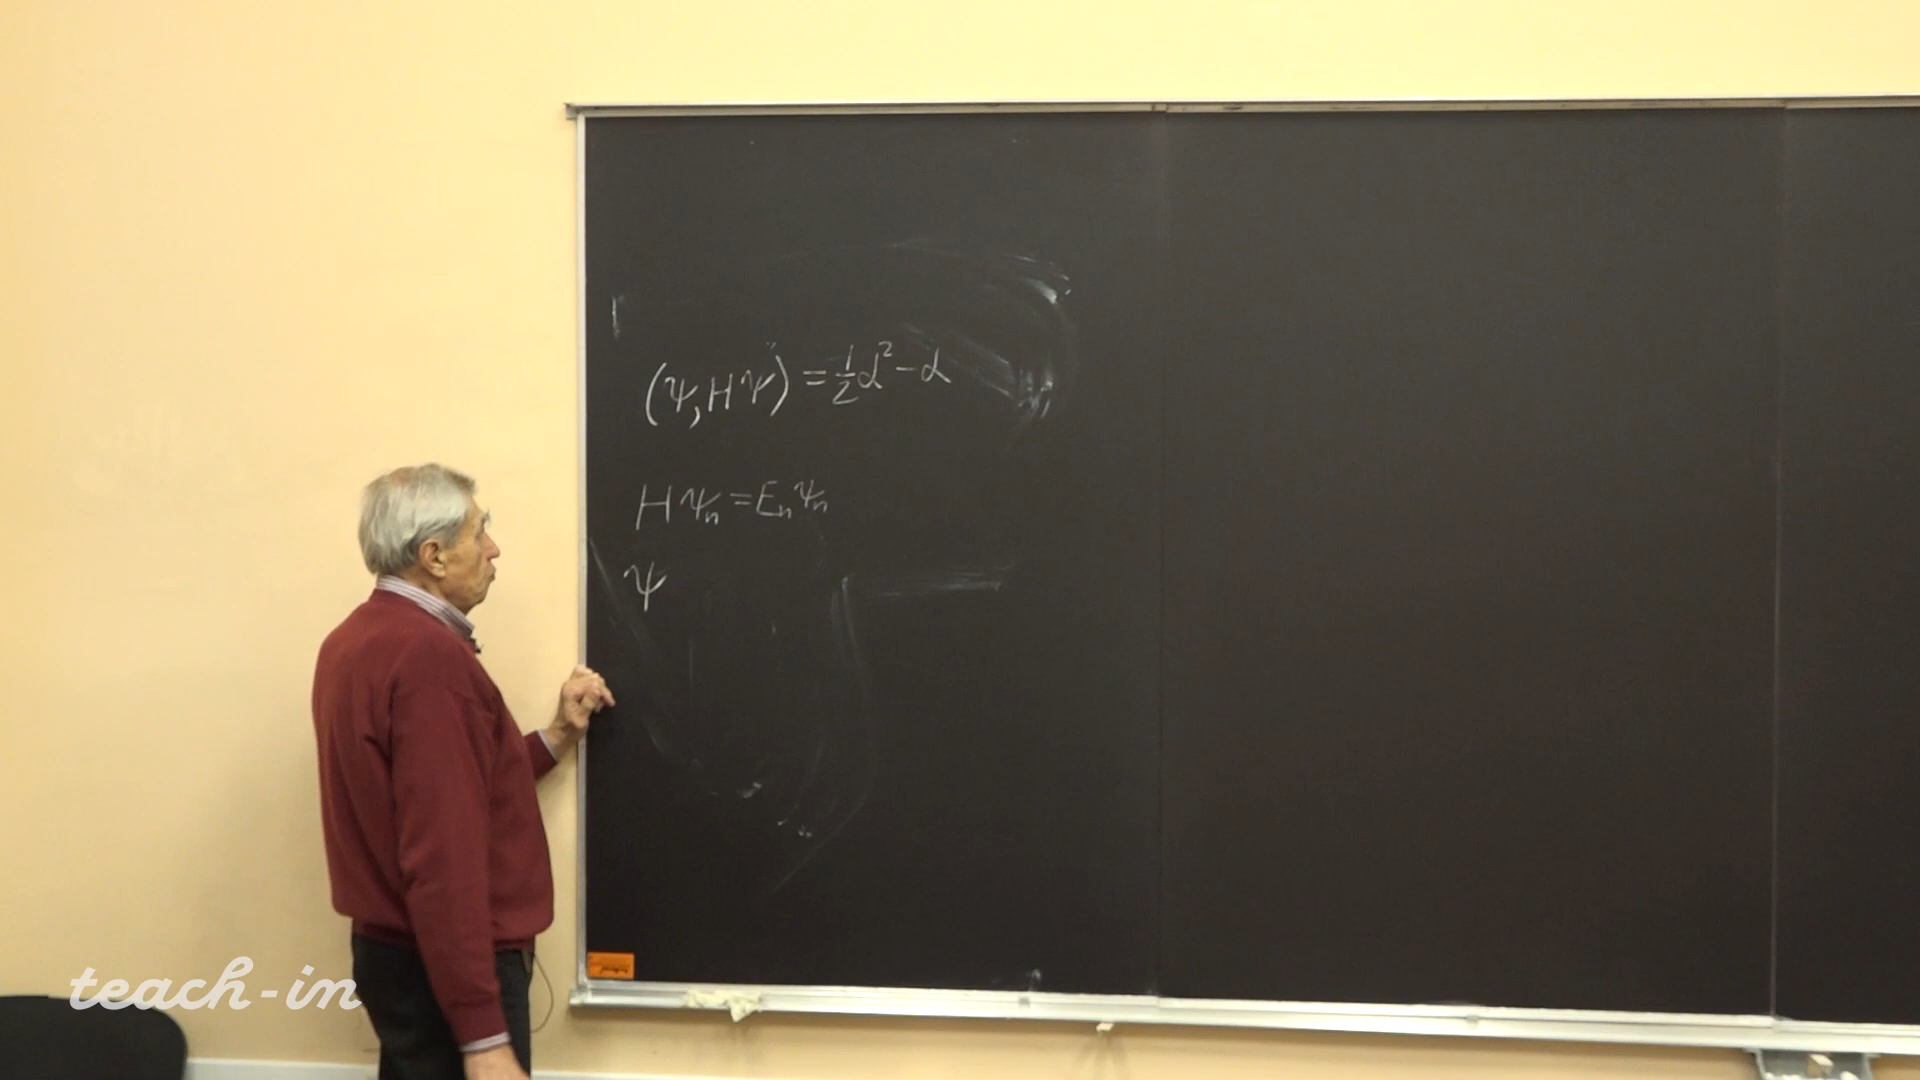 (Ψ, HΨ) = ½α² − α
HΨₙ = EₙΨₙ
Ψ
teach-in